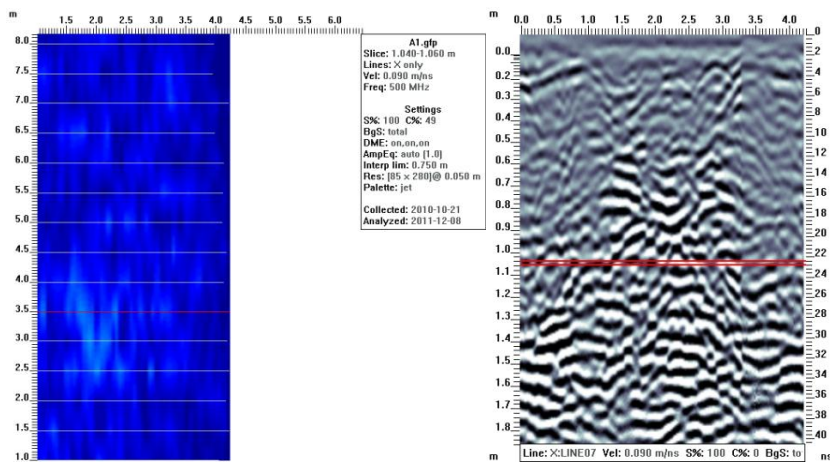 m
1.0 1.5 2.0 2.5 3.0 3.5 4.0 4.5 5.0 5.5 6.0
8.0
7.5
7.0
6.5
6.0
5.5
5.0
4.5
4.0
3.5
3.0
2.5
2.0
1.5
1.0
A1.gfp
Slice: 1.040-1.060 m
Lines: X only
Vel: 0.090 m/ns
Freq: 500 MHz
Settings
S%: 100 C%: 49
BgS: total
DME: on,on,on
AmpEq: auto (1.0)
Interp lim: 0.750 m
Res: [85 x 280]@ 0.050 m
Palette: jet
Collected: 2010-10-21
Analyzed: 2011-12-08
m 0.0 0.5 1.0 1.5 2.0 2.5 3.0 3.5 4.0 m
0
0.0 2
0.1 4
0.2 6
0.3 8
0.4 10
0.5 12
0.6 14
0.7 16
0.8 18
0.9 20
1.0 22
1.1 24
1.2 26
1.3 28
1.4 30
1.5 32
1.6 34
1.7 36
1.8 38
40
m Line: X:LINE07 Vel: 0.090 m/ns S%: 100 C%: 0 BgS: to ns